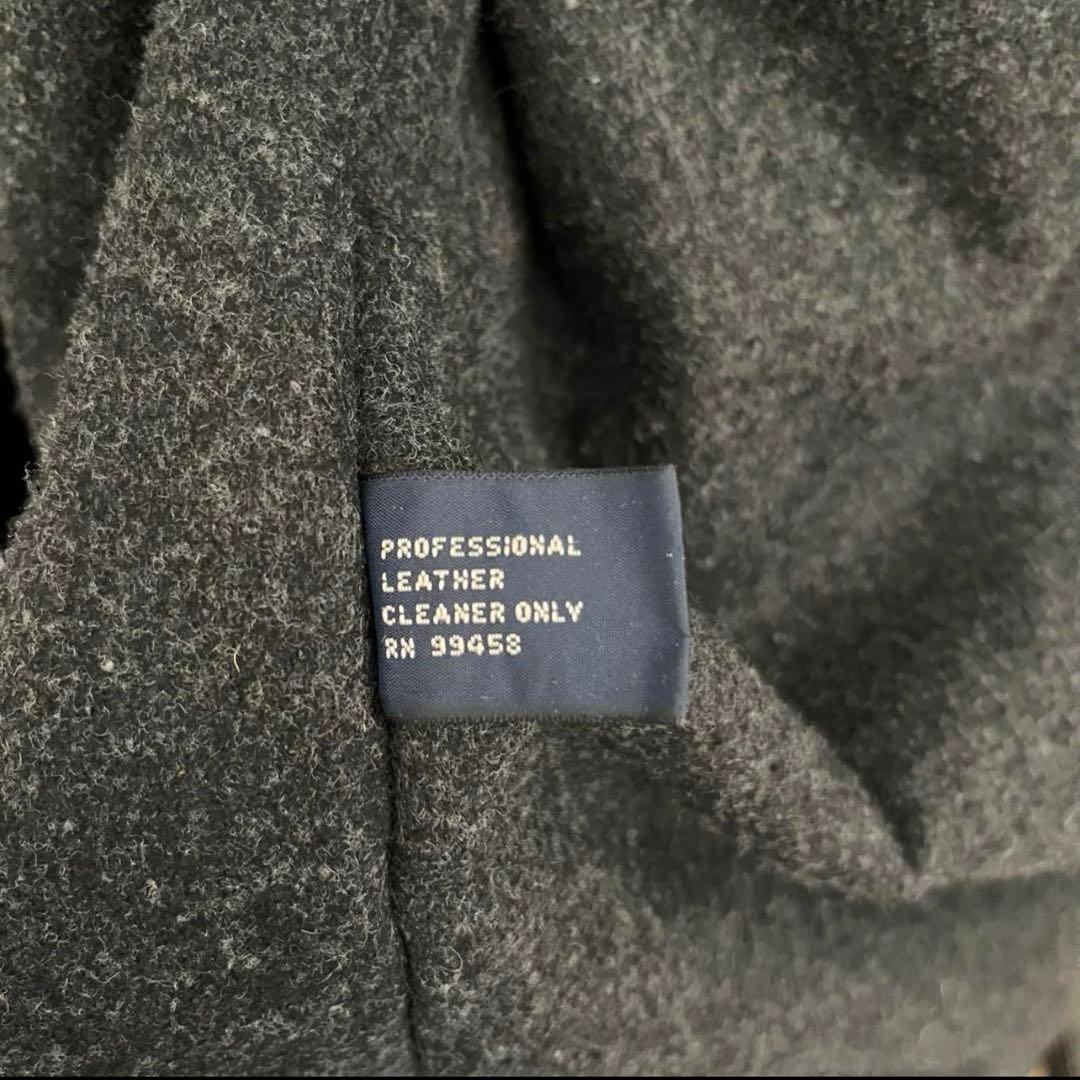 PROFESSIONAL
LEATHER
CLEANER ONLY
RN 99458